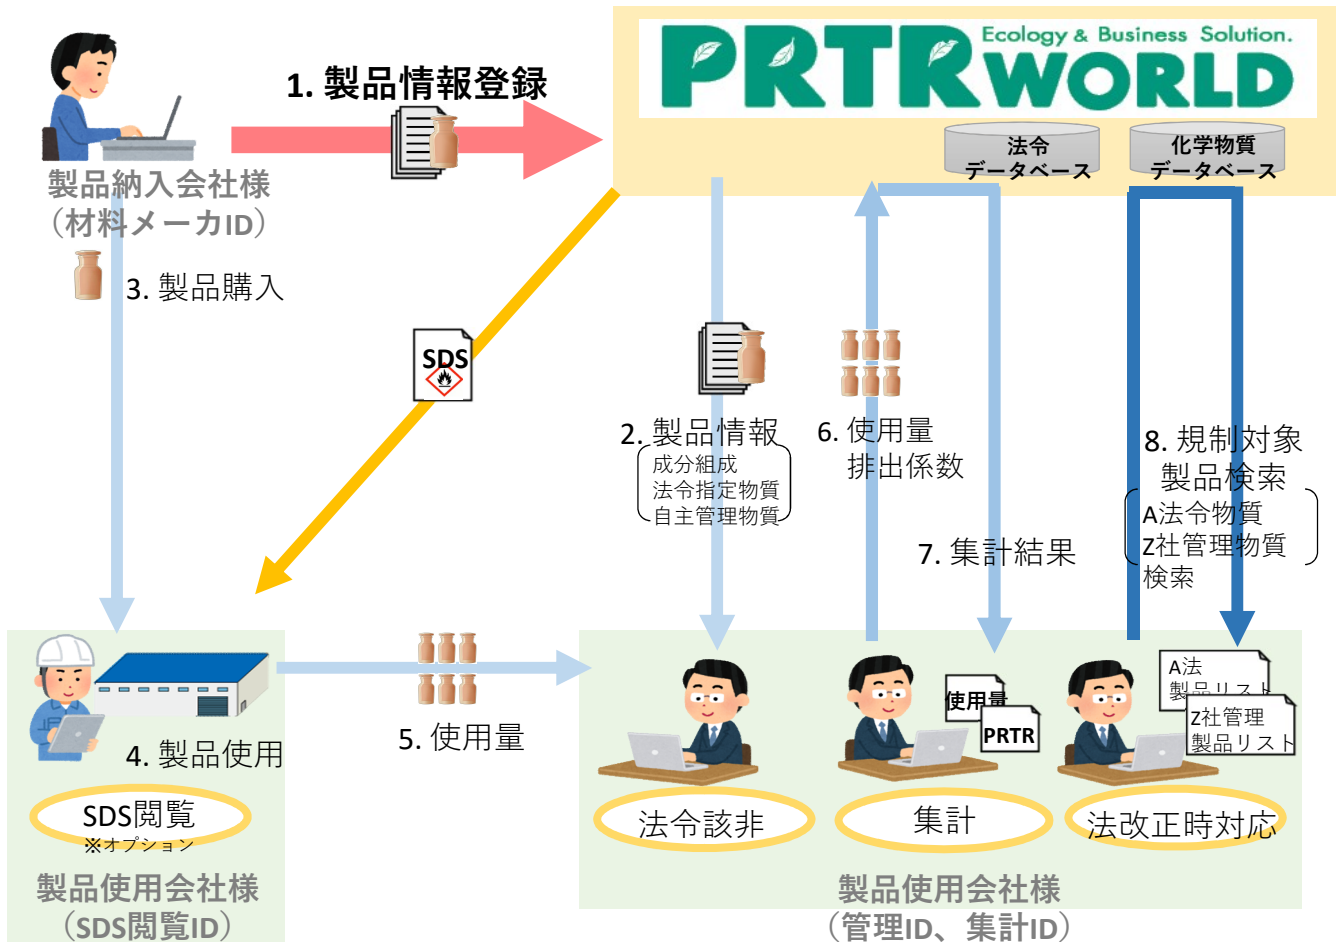 1. 製品情報登録
PRTR
Ecology & Business Solution.
WORLD
法令
データベース
化学物質
データベース
製品納入会社様
（材料メーカID）
3. 製品購入
SDS
2. 製品情報
成分組成
法令指定物質
自主管理物質
6. 使用量
排出係数
7. 集計結果
8. 規制対象
製品検索
A法令物質
Z社管理物質
検索
4. 製品使用
SDS閲覧
※オプション
製品使用会社様
（SDS閲覧ID）
5. 使用量
使用量
PRTR
A法
製品リスト
Z社管理
製品リスト
法令該非
集計
法改正時対応
製品使用会社様
（管理ID、集計ID）